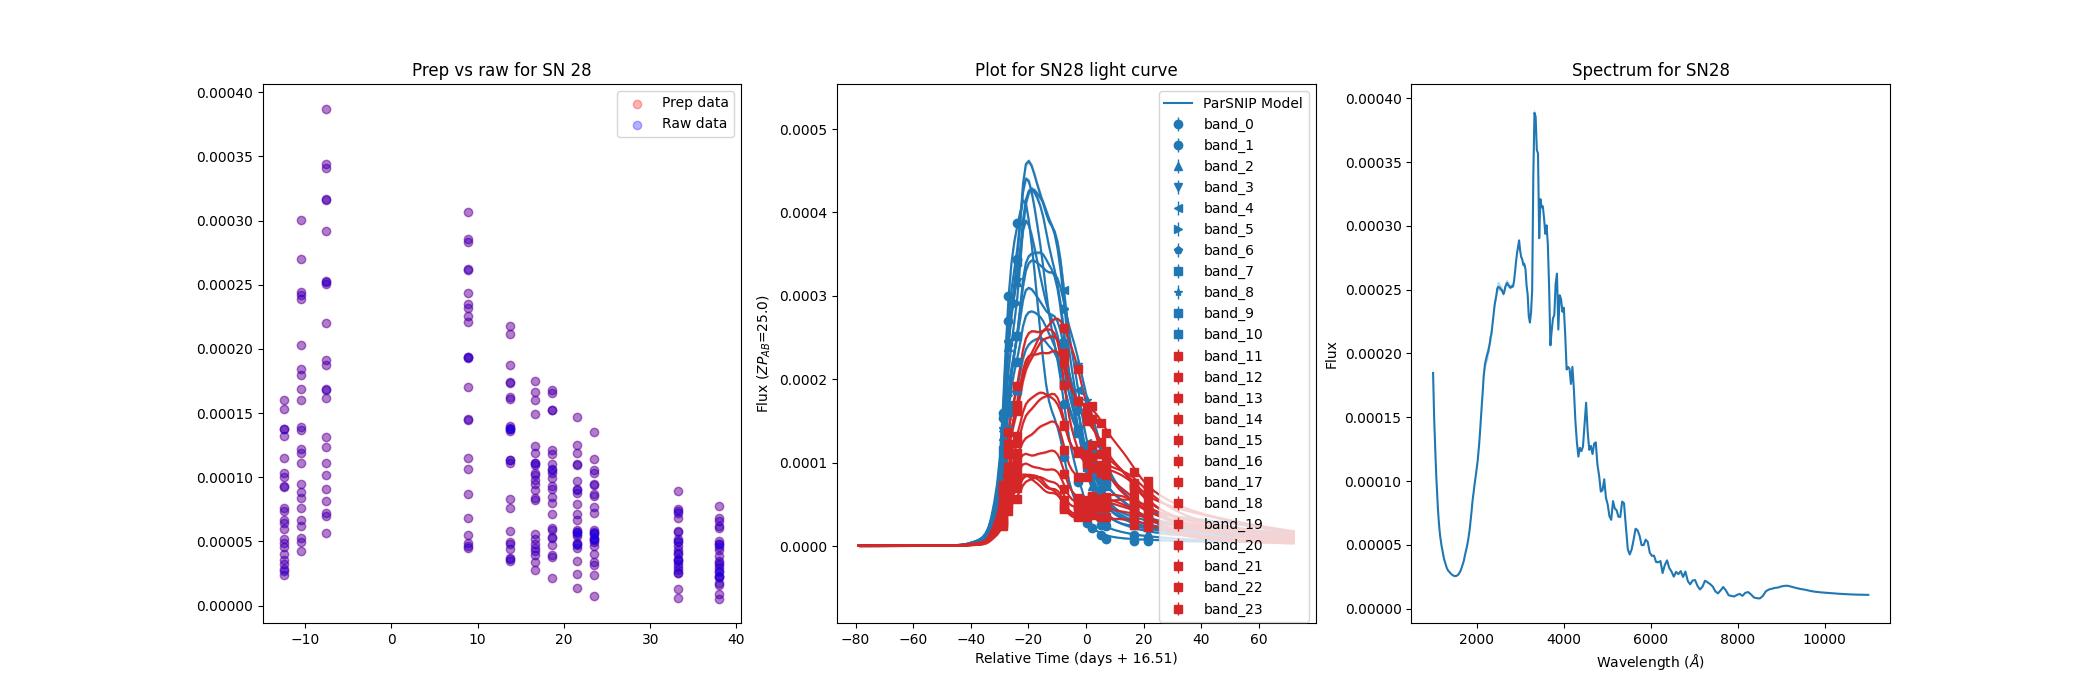 Prep vs raw for SN 28
0.00040
0.00035
0.00030
0.00025
0.00020
0.00015
0.00010
0.00005
0.00000
−10
0
10
20
30
40
Prep data
Raw data
Plot for SN28 light curve
Flux (ZP_AB=25.0)
0.0005
0.0004
0.0003
0.0002
0.0001
0.0000
−80
−60
−40
−20
0
20
40
60
Relative Time (days + 16.51)
ParSNIP Model
band_0
band_1
band_2
band_3
band_4
band_5
band_6
band_7
band_8
band_9
band_10
band_11
band_12
band_13
band_14
band_15
band_16
band_17
band_18
band_19
band_20
band_21
band_22
band_23
Spectrum for SN28
Flux
0.00040
0.00035
0.00030
0.00025
0.00020
0.00015
0.00010
0.00005
0.00000
2000
4000
6000
8000
10000
Wavelength (Å)